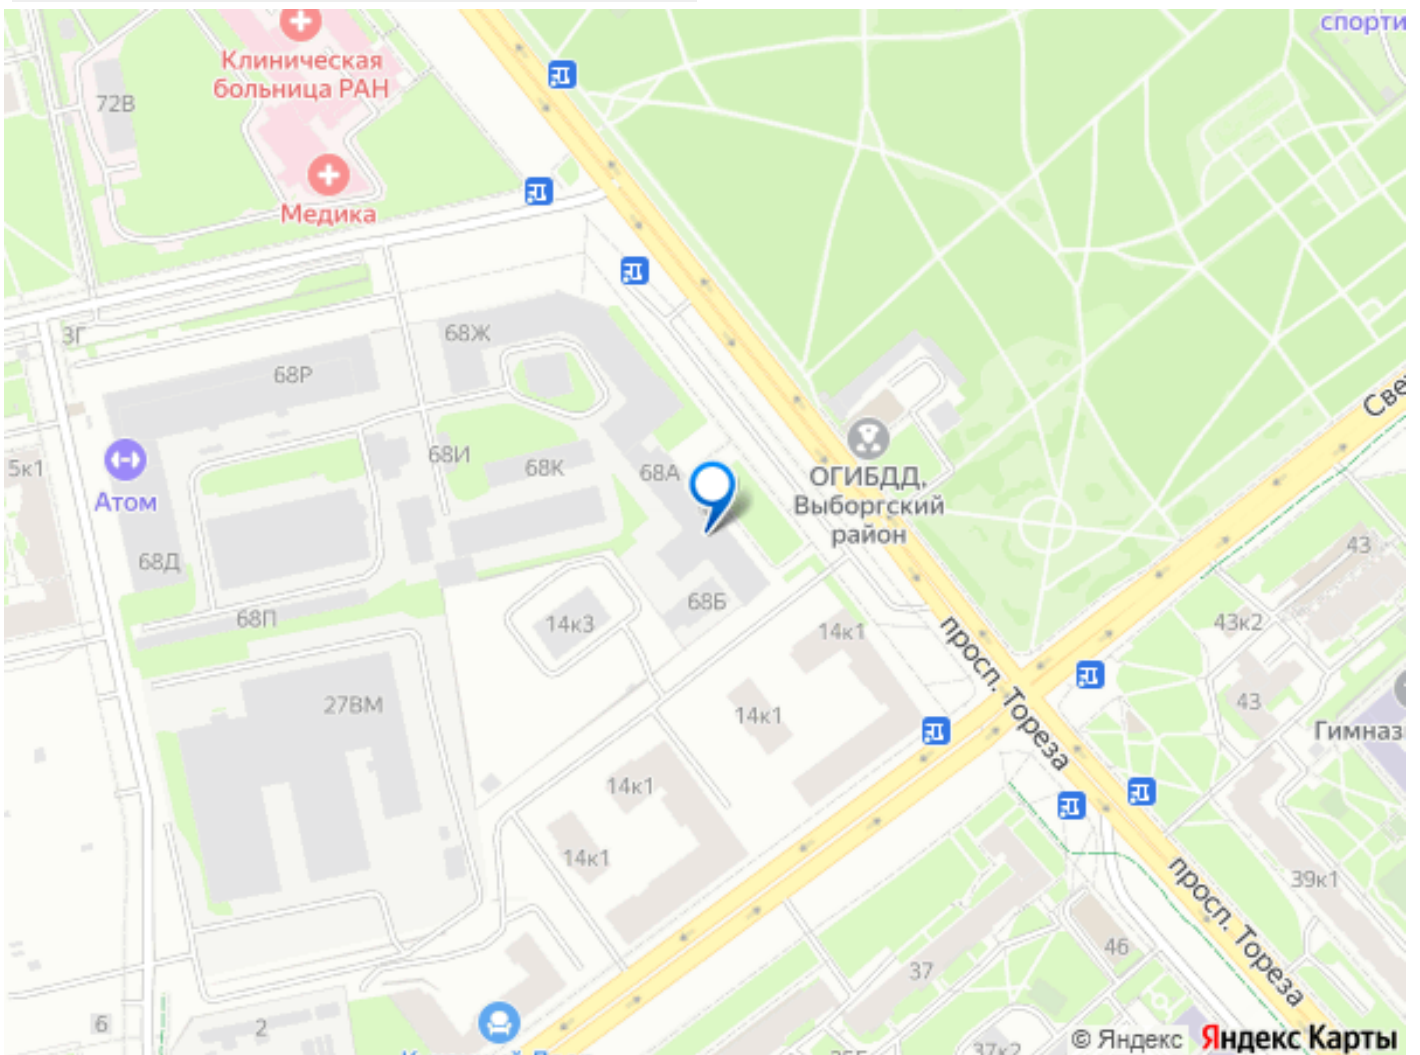 спорти
Клиническая
больница РАН
72В
Медика
3Г
68Ж
68Р
Све
5к1
68И
68К
68А
Атом
ОГИБДД,
Выборгский
район
68Д
43
68П
14к3
68Б
14к1
43к2
просп. Тореза
27ВМ
14к1
43
Гимназ
14к1
14к1
39к1
просп. Тореза
46
37
6
2
37к2
© Яндекс
Яндекс Карты